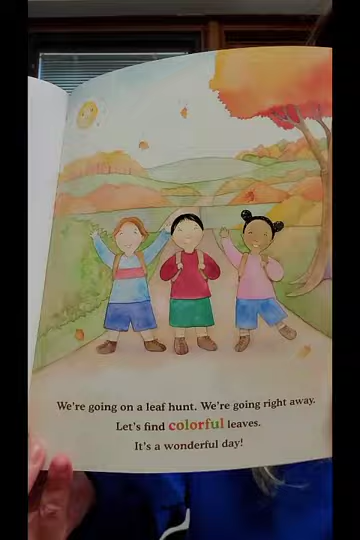 We're going on a leaf hunt. We're going right away.
Let's find colorful leaves.
It's a wonderful day!